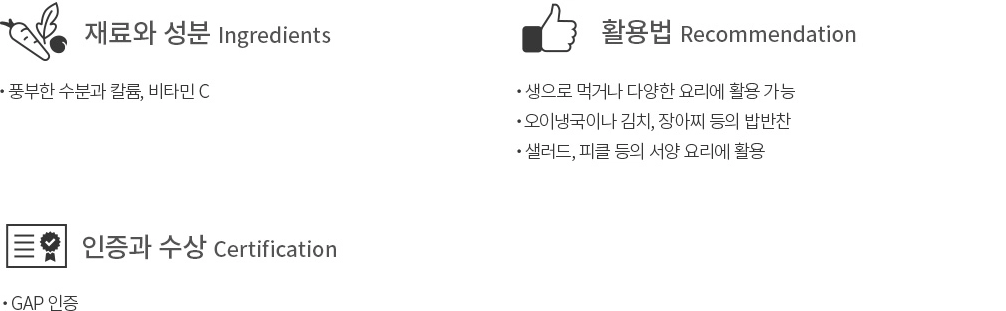 재료와 성분 Ingredients
• 풍부한 수분과 칼륨, 비타민 C
활용법 Recommendation
• 생으로 먹거나 다양한 요리에 활용 가능
• 오이냉국이나 김치, 장아찌 등의 밥반찬
• 샐러드, 피클 등의 서양 요리에 활용
인증과 수상 Certification
• GAP 인증